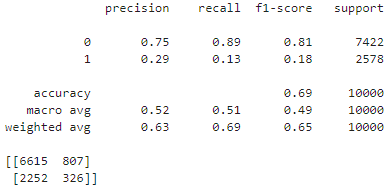 precision recall f1-score support
0 0.75 0.89 0.81 7422
1 0.29 0.13 0.18 2578
accuracy 0.69 10000
macro avg 0.52 0.51 0.49 10000
weighted avg 0.63 0.69 0.65 10000
[[6615 807]
[2252 326]]